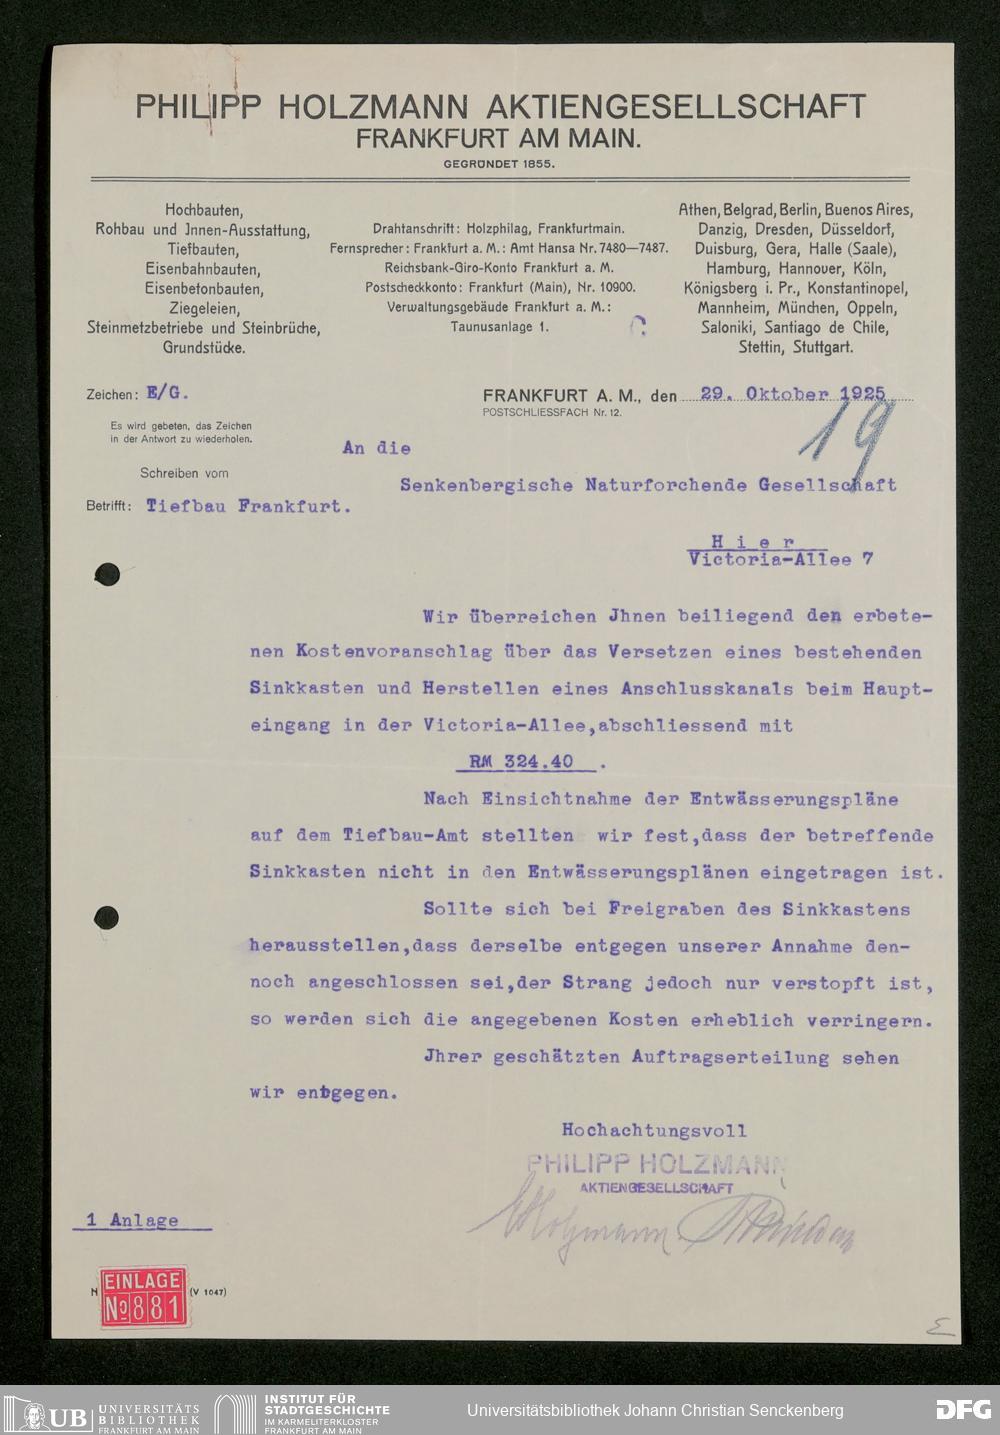 PHILIPP HOLZMANN AKTIENGESELLSCHAFT
FRANKFURT AM MAIN.
GEGRÜNDET 1855.
Hochbauten,
Rohbau und Jnnen-Ausstattung,
Tiefbauten,
Eisenbahnbauten,
Eisenbetonbauten,
Ziegeleien,
Steinmetzbetriebe und Steinbrüche,
Grundstücke.
Drahtanschrift: Holzphilag, Frankfurtmain.
Fernsprecher: Frankfurt a. M.: Amt Hansa Nr. 7480—7487.
Reichsbank-Giro-Konto Frankfurt a. M.
Postscheckkonto: Frankfurt (Main), Nr. 10900.
Verwaltungsgebäude Frankfurt a. M.:
Taunusanlage 1.
Athen, Belgrad, Berlin, Buenos Aires,
Danzig, Dresden, Düsseldorf,
Duisburg, Gera, Halle (Saale),
Hamburg, Hannover, Köln,
Königsberg i. Pr., Konstantinopel,
Mannheim, München, Oppeln,
Saloniki, Santiago de Chile,
Stettin, Stuttgart.
Zeichen: E/G.
FRANKFURT A. M., den 29. Oktober 1925
POSTSCHLIESSFACH Nr. 12.
19
Es wird gebeten, das Zeichen
in der Antwort zu wiederholen.
An die
Schreiben vom
Senkenbergische Naturforchende Gesellschaft
Betrifft: Tiefbau Frankfurt.
Hier
Victoria-Allee 7
Wir überreichen Jhnen beiliegend den erbete-
nen Kostenvoranschlag über das Versetzen eines bestehenden
Sinkkasten und Herstellen eines Anschlusskanals beim Haupt-
eingang in der Victoria-Allee,abschliessend mit
RM 324.40 .
Nach Einsichtnahme der Entwässerungspläne
auf dem Tiefbau-Amt stellten wir fest,dass der betreffende
Sinkkasten nicht in den Entwässerungsplänen eingetragen ist.
Sollte sich bei Freigraben des Sinkkastens
herausstellen,dass derselbe entgegen unserer Annahme den-
noch angeschlossen sei,der Strang jedoch nur verstopft ist,
so werden sich die angegebenen Kosten erheblich verringern.
Jhrer geschätzten Auftragserteilung sehen
wir entgegen.
Hochachtungsvoll
PHILIPP HOLZMANN
AKTIENGESELLSCHAFT
Holzmann
1 Anlage
EINLAGE
No 881
N
(V 1047)
UB UNIVERSITÄTS
BIBLIOTHEK
FRANKFURT AM MAIN
INSTITUT FÜR
STADTGESCHICHTE
IM KARMELITERKLOSTER
FRANKFURT AM MAIN
Universitätsbibliothek Johann Christian Senckenberg
DFG